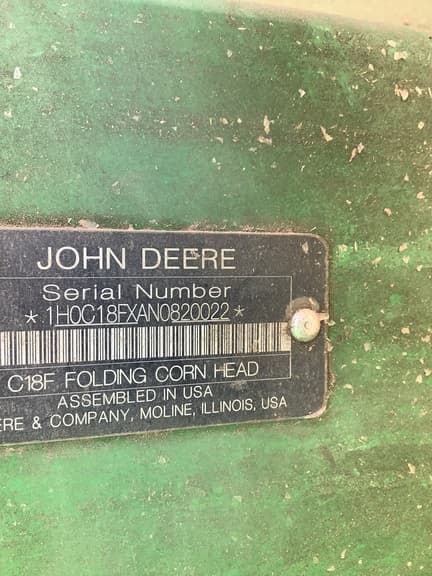 JOHN DEERE
Serial Number
*1H0C18FXAN0820022*
C18F FOLDING CORN HEAD
ASSEMBLED IN USA
ERE & COMPANY, MOLINE, ILLINOIS, USA